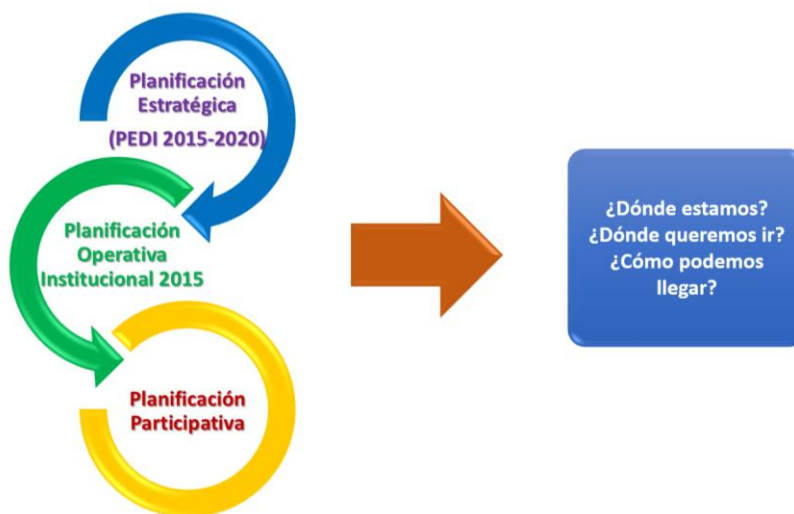 Planificación
Estratégica
(PEDI 2015-2020)
Planificación
Operativa
Institucional 2015
Planificación
Participativa
¿Dónde estamos?
¿Dónde queremos ir?
¿Cómo podemos
llegar?